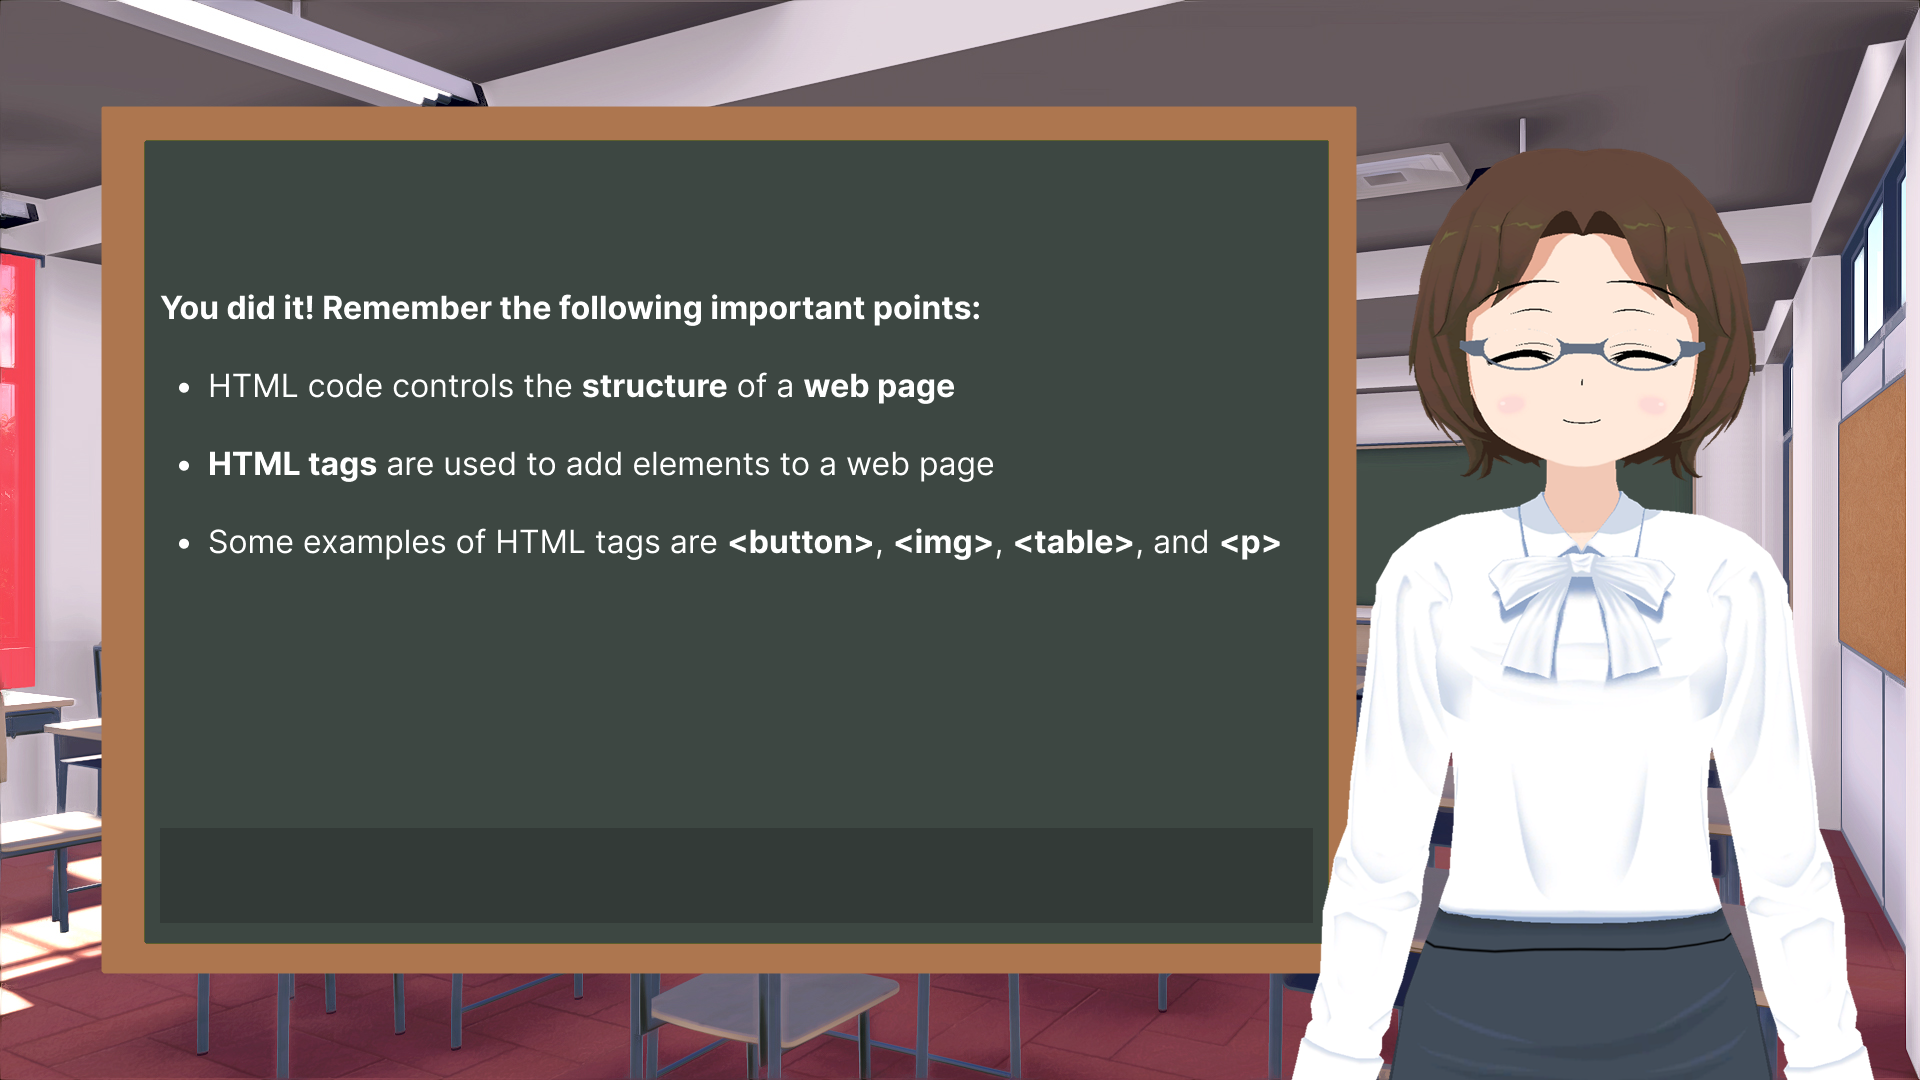 You did it! Remember the following important points:
• HTML code controls the structure of a web page
• HTML tags are used to add elements to a web page
• Some examples of HTML tags are <button>, <img>, <table>, and <p>